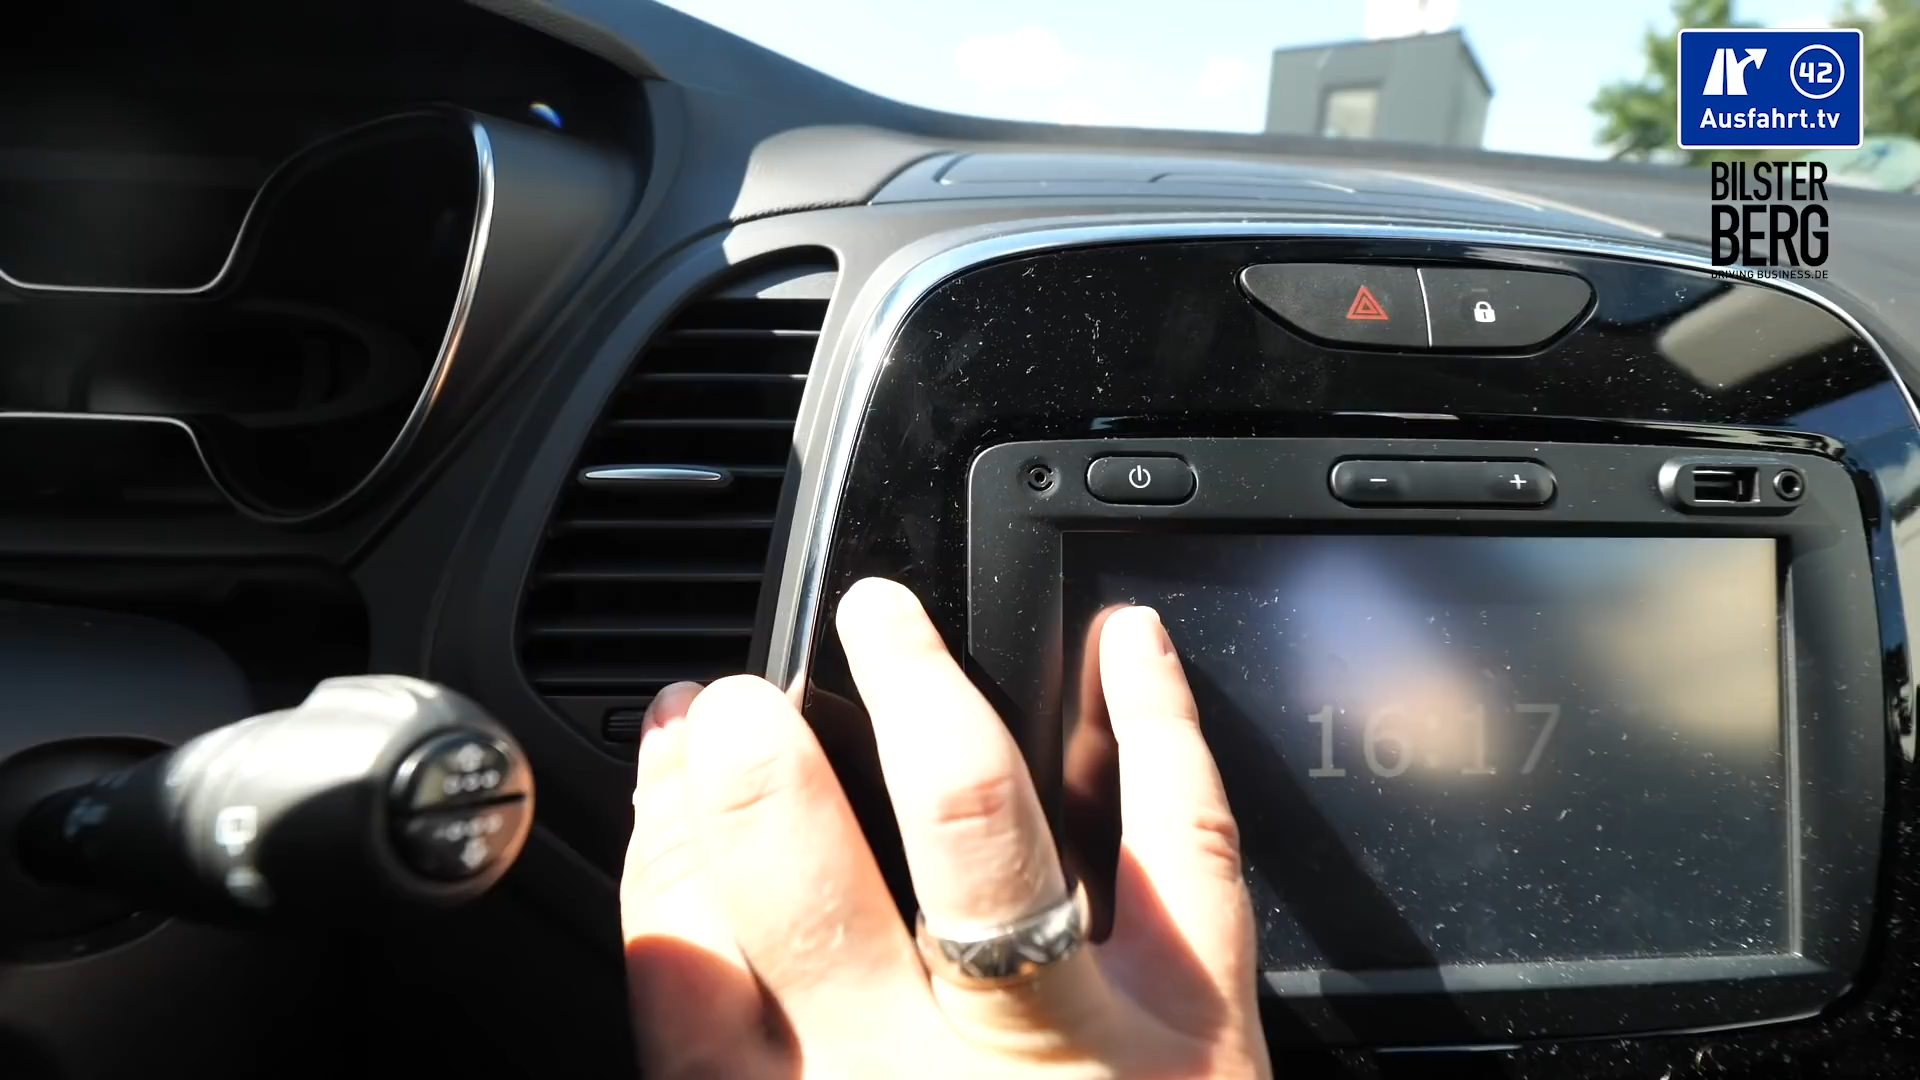 42
Ausfahrt.tv
BILSTER
BERG
DRIVING BUSINESS.DE
- +
16:17